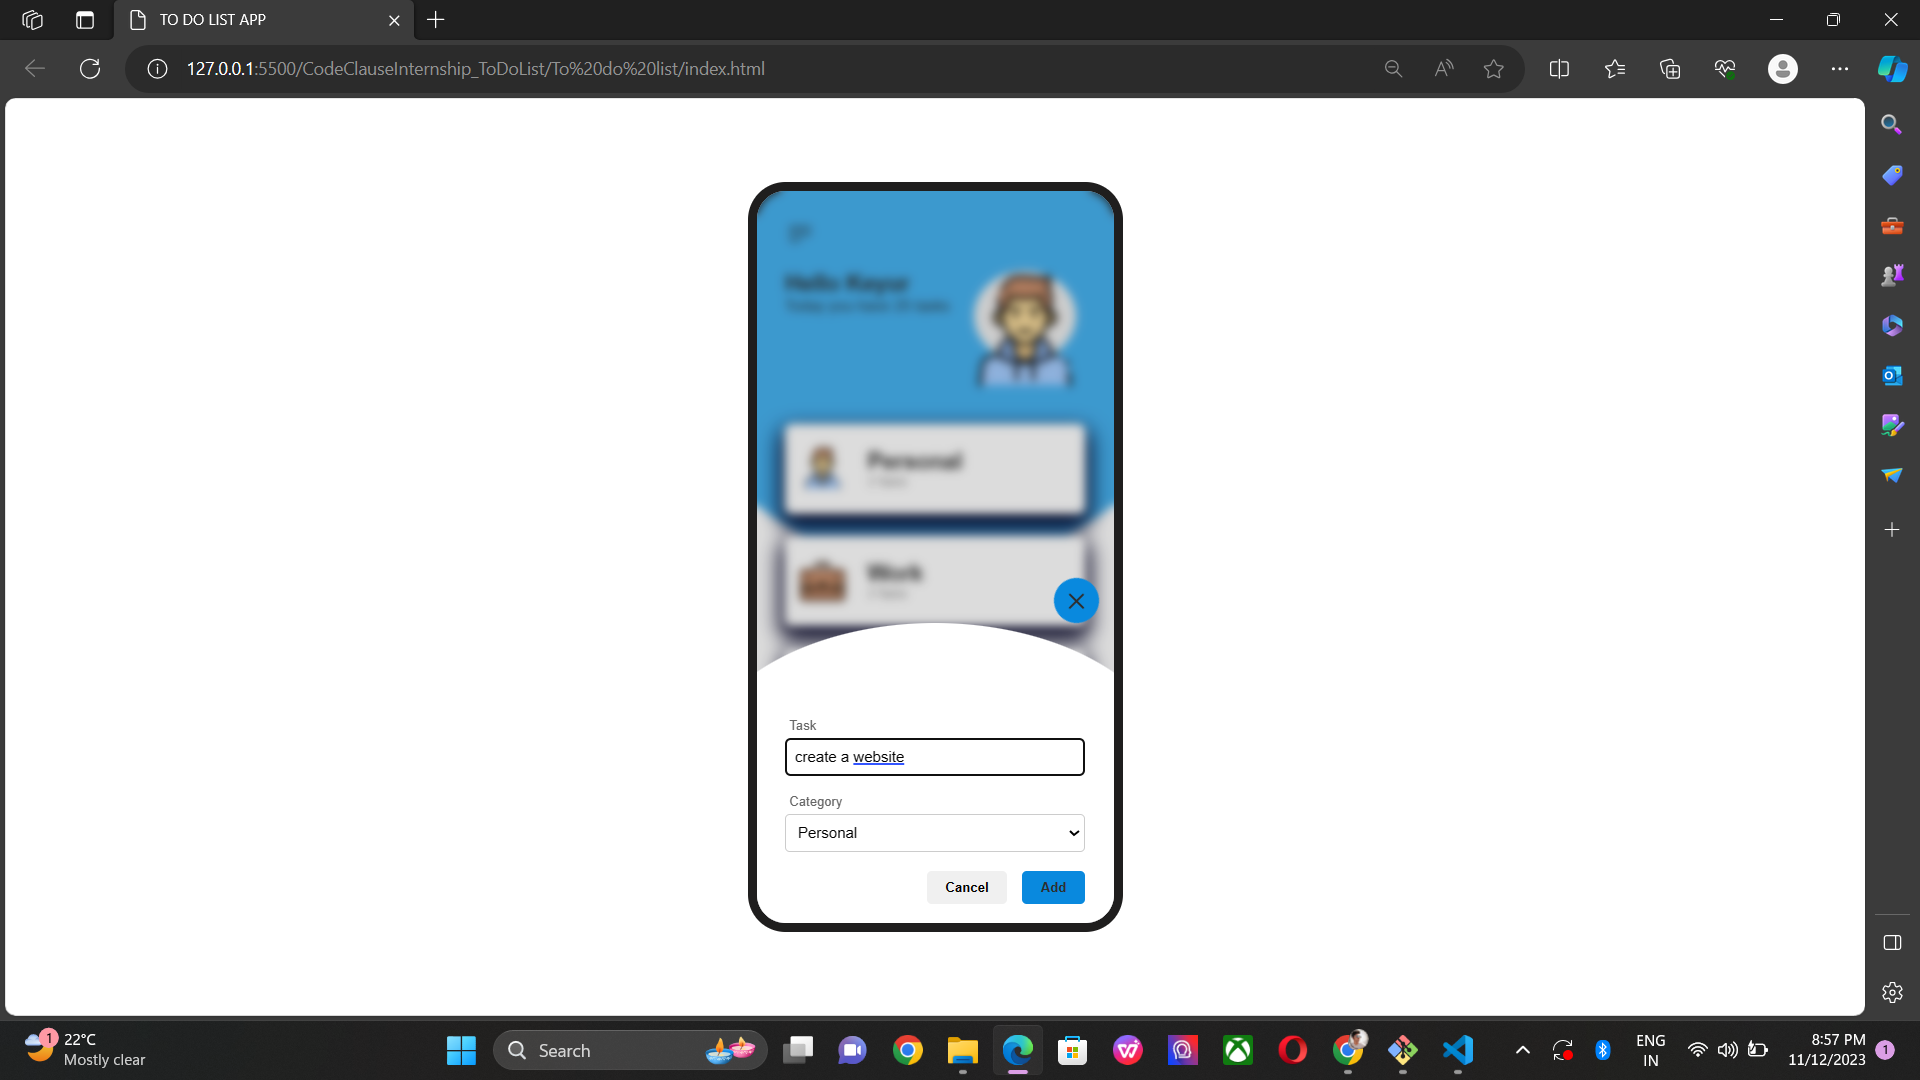 TO DO LIST APP
127.0.0.1:5500/CodeClauseInternship_ToDoList/To%20do%20list/index.html
Hello Keyur
Personal
Work
Task
create a website
Category
Personal
Cancel
Add
1
22°C
Mostly clear
Search
ENG
IN
8:57 PM
11/12/2023
1